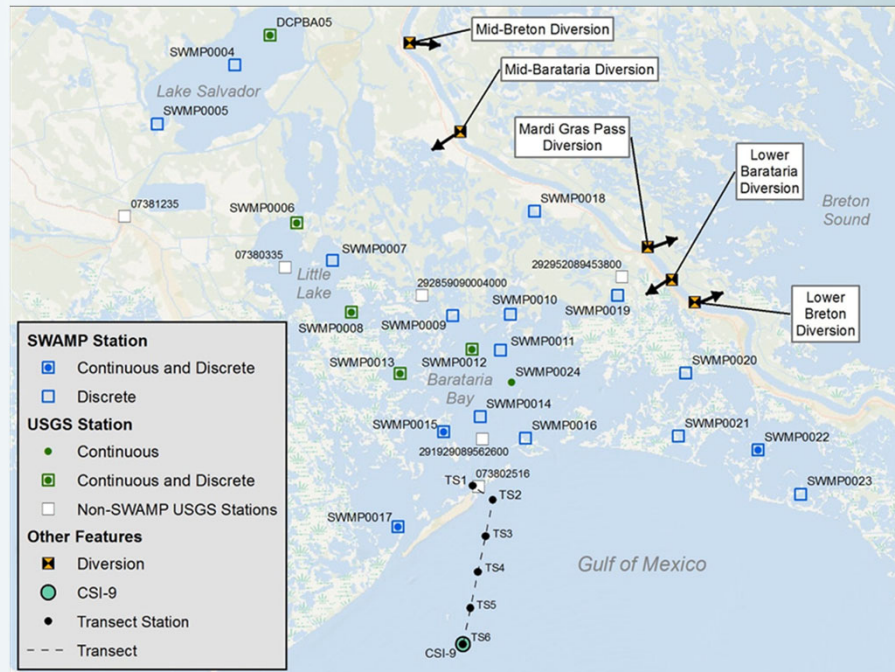 DCPBA05
Mid-Breton Diversion
SWMP0004
Mid-Barataria Diversion
Lake Salvador
SWMP0005
Mardi Gras Pass
Diversion
Lower
Barataria
Diversion
SWMP0018
Breton
Sound
07381235
SWMP0006
SWMP0007
07380335
Little
Lake
292859090004000
292952089453800
SWMP0010
SWMP0019
Lower
Breton
Diversion
SWMP0008
SWMP0009
SWMP0011
SWMP0012
SWMP0013
SWMP0020
Barataria
Bay
SWMP0024
SWMP0014
SWMP0015
SWMP0016
SWMP0021
SWMP0022
291929089562600
073802516
TS1
TS2
SWMP0023
SWMP0017
TS3
Gulf of Mexico
TS4
TS5
TS6
CSI-9
SWAMP Station
Continuous and Discrete
Discrete
USGS Station
Continuous
Continuous and Discrete
Non-SWAMP USGS Stations
Other Features
Diversion
CSI-9
Transect Station
Transect